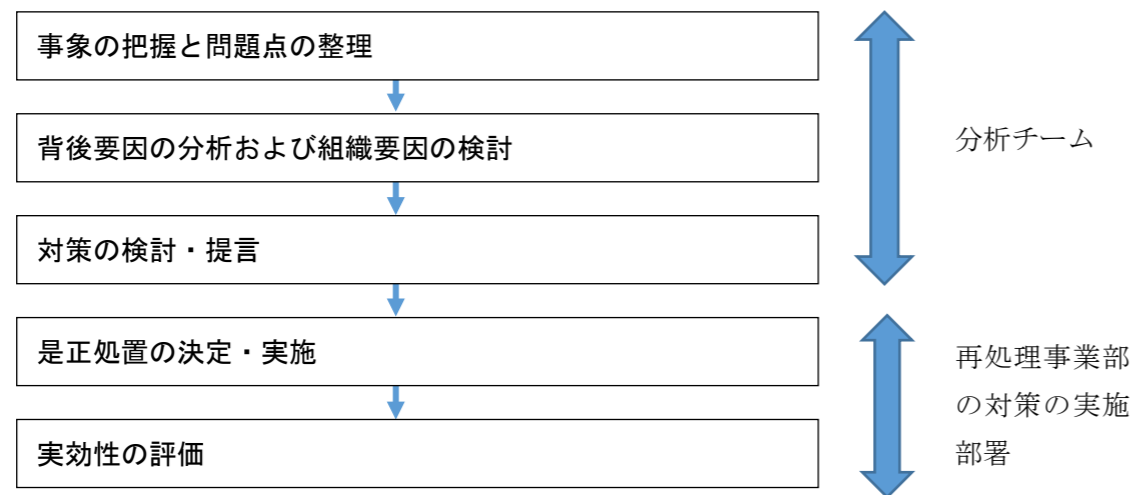 事象の把握と問題点の整理
背後要因の分析および組織要因の検討
対策の検討・提言
分析チーム
是正処置の決定・実施
実効性の評価
再処理事業部
の対策の実施
部署